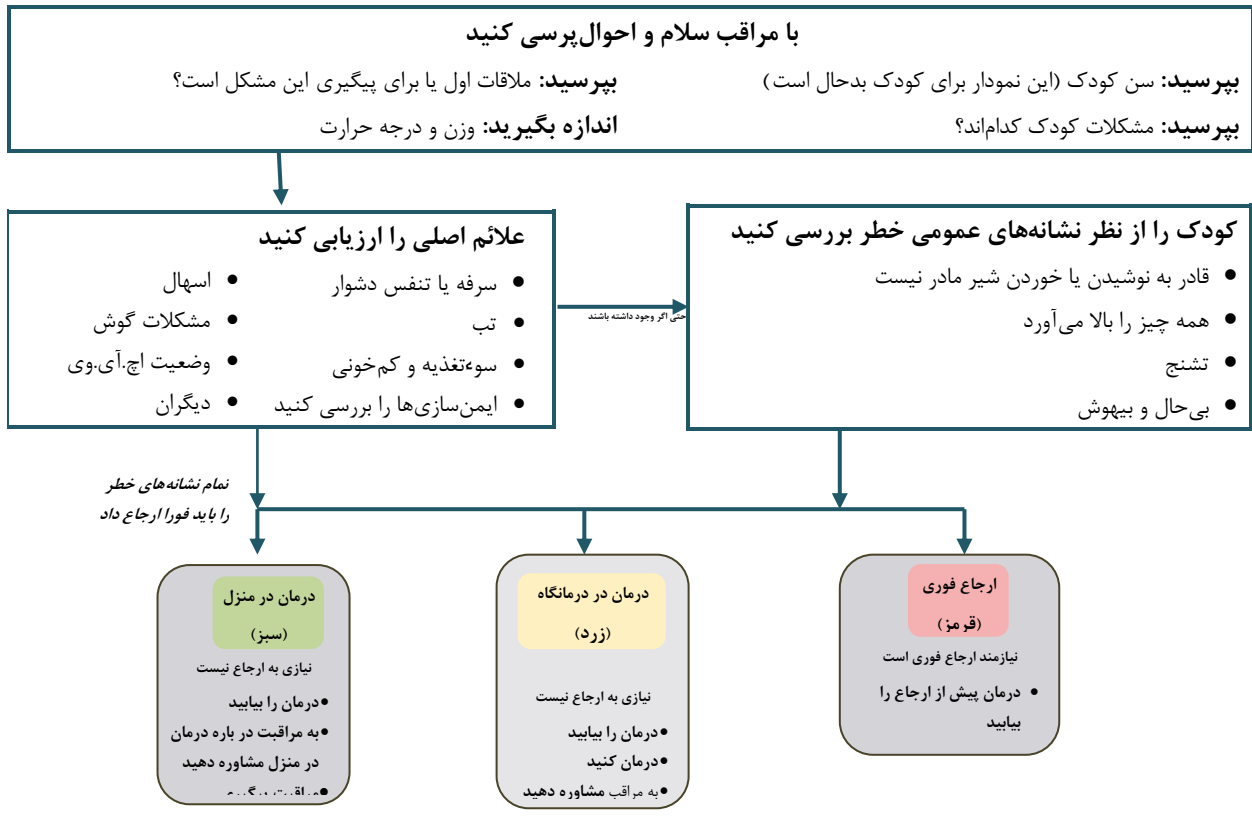 با مراقب سلام و احوال‌پرسی کنید
بپرسید: سن کودک (این نمودار برای کودک بدحال است)
بپرسید: ملاقات اول یا برای پیگیری این مشکل است؟
بپرسید: مشکلات کودک کدام‌اند؟
اندازه بگیرید: وزن و درجه حرارت
کودک را از نظر نشانه‌های عمومی خطر بررسی کنید
● قادر به نوشیدن یا خوردن شیر مادر نیست
● همه چیز را بالا می‌آورد
● تشنج
● بی‌حال و بیهوش
حتی اگر وجود داشته باشند
علائم اصلی را ارزیابی کنید
● سرفه یا تنفس دشوار
● تب
● سوءتغذیه و کم‌خونی
● ایمن‌سازی‌ها را بررسی کنید
● اسهال
● مشکلات گوش
● وضعیت اچ.آی.وی
● دیگران
تمام نشانه‌های خطر
را باید فورا ارجاع داد
ارجاع فوری
(قرمز)
نیازمند ارجاع فوری است
● درمان پیش از ارجاع را
بیابید
درمان در درمانگاه
(زرد)
نیازی به ارجاع نیست
●درمان را بیابید
●درمان کنید
●به مراقب مشاوره دهید
درمان در منزل
(سبز)
نیازی به ارجاع نیست
●درمان را بیابید
●به مراقبت در باره درمان
در منزل مشاوره دهید